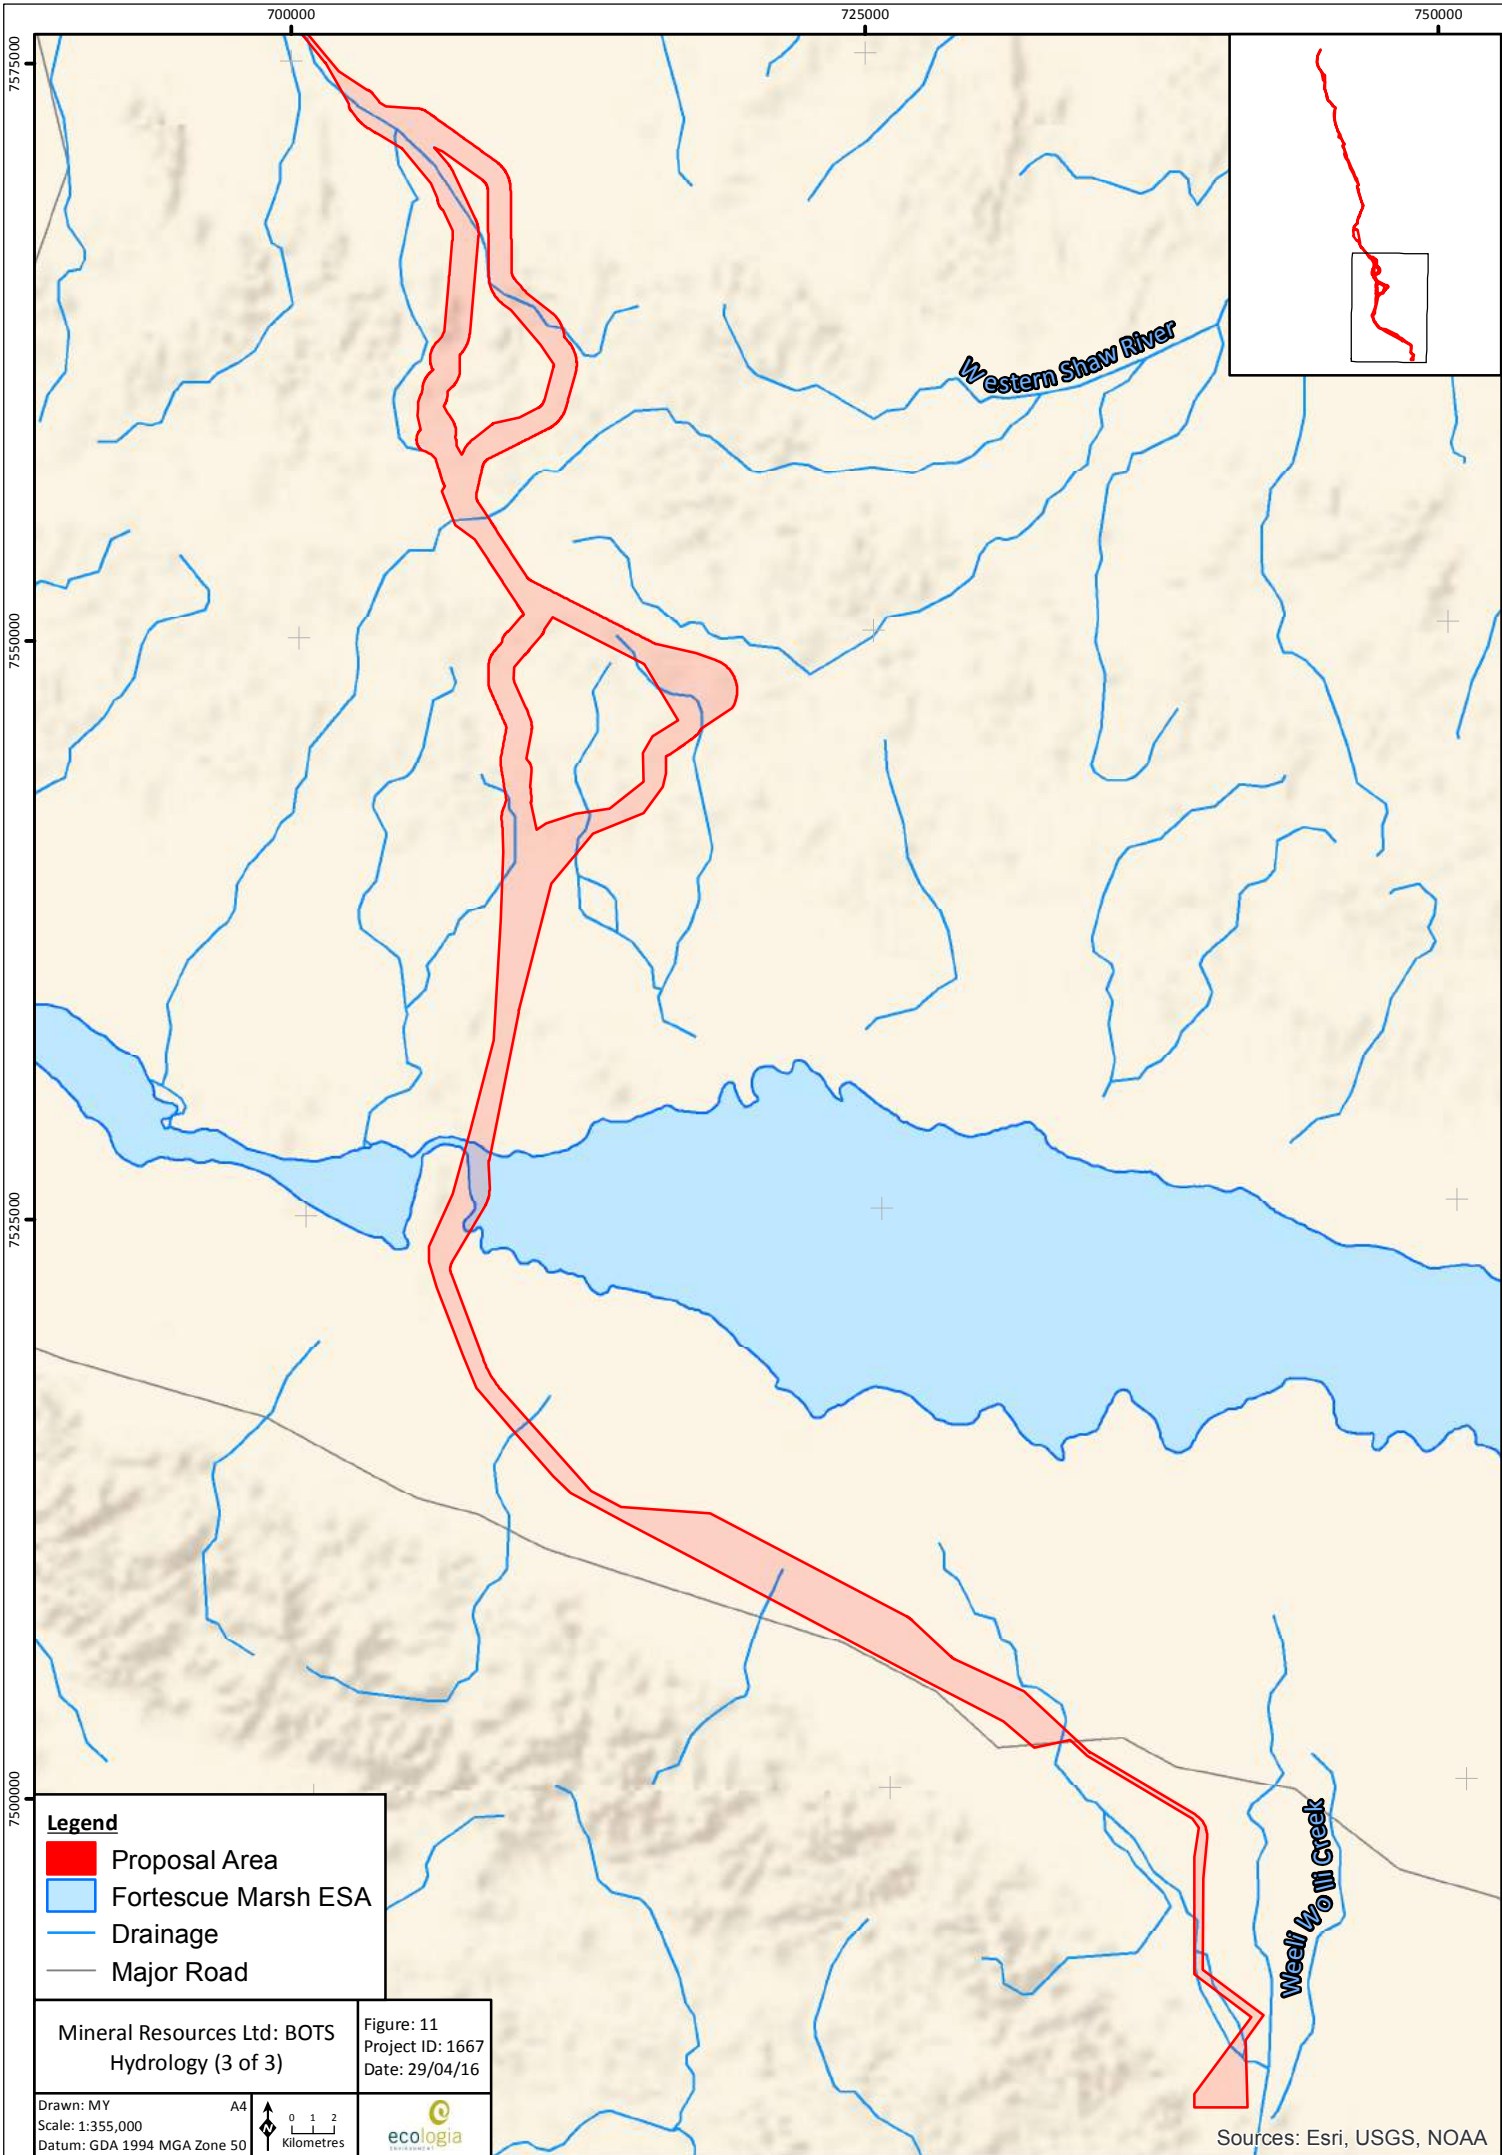 700000
725000
750000
7575000
7550000
7525000
7500000
Western Shaw River
Weeli Wolli Creek
Legend
Proposal Area
Fortescue Marsh ESA
Drainage
Major Road
Mineral Resources Ltd: BOTS
Hydrology (3 of 3)
Figure: 11
Project ID: 1667
Date: 29/04/16
Drawn: MY A4
Scale: 1:355,000
Datum: GDA 1994 MGA Zone 50
N
0 1 2
Kilometres
ecologia
ENVIRONMENT
Sources: Esri, USGS, NOAA